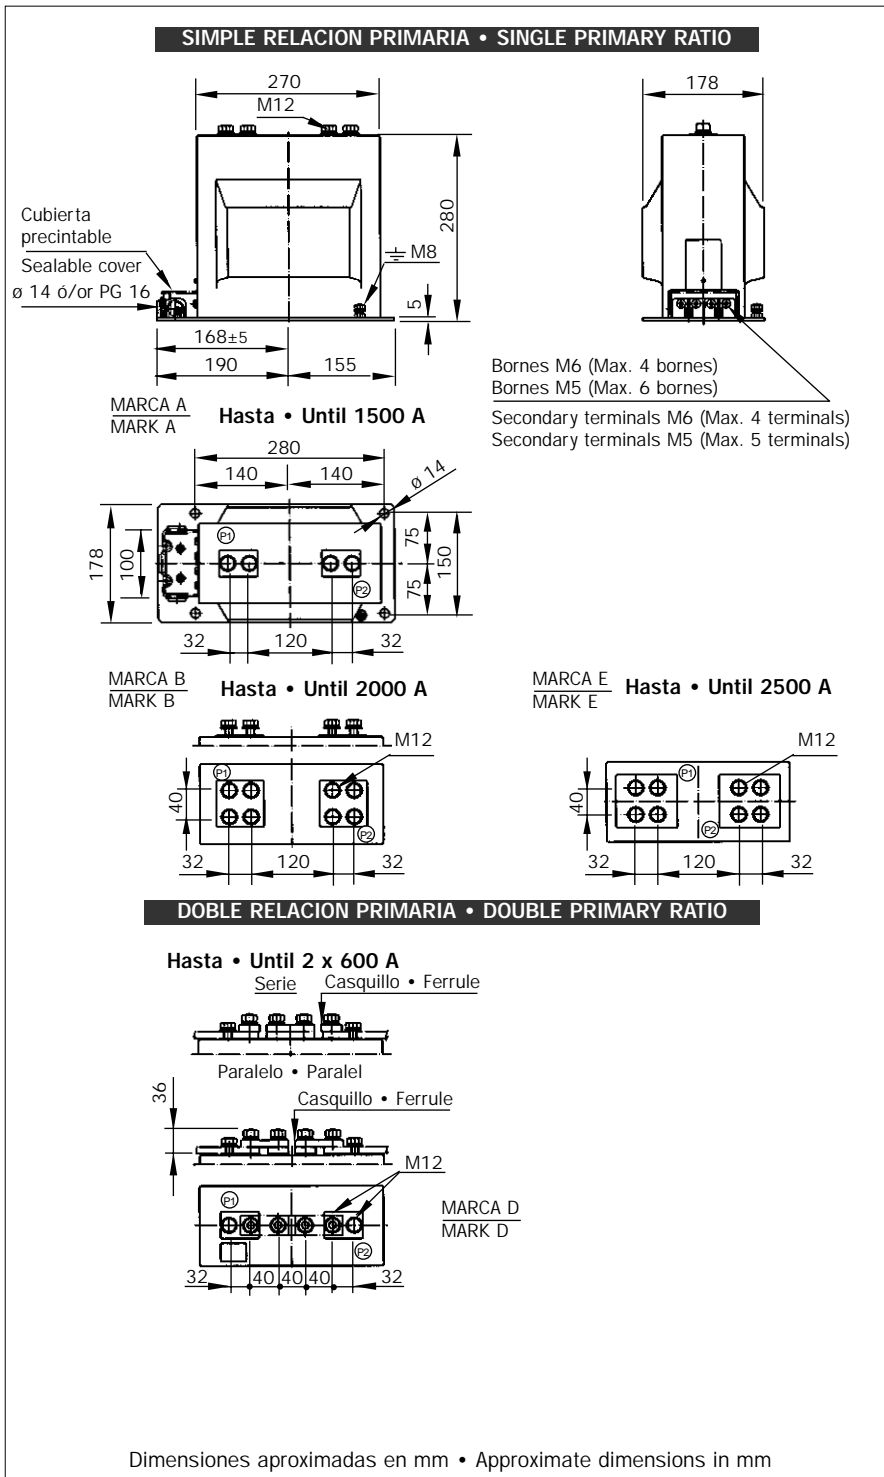 SIMPLE RELACION PRIMARIA • SINGLE PRIMARY RATIO
270
M12
178
280
Cubierta
precintable
Sealable cover
ø 14 ó/or PG 16
M8
5
168±5
190
155
Bornes M6 (Max. 4 bornes)
Bornes M5 (Max. 6 bornes)
Secondary terminals M6 (Max. 4 terminals)
Secondary terminals M5 (Max. 5 terminals)
MARCA A
MARK A
Hasta • Until 1500 A
280
140
140
ø 14
P1
P2
178
100
75
75
150
32
120
32
MARCA B
MARK B
Hasta • Until 2000 A
M12
P1
P2
40
32
120
32
MARCA E
MARK E
Hasta • Until 2500 A
M12
P1
P2
40
32
120
32
DOBLE RELACION PRIMARIA • DOUBLE PRIMARY RATIO
Hasta • Until 2 x 600 A
Serie
Casquillo • Ferrule
Paralelo • Paralel
36
Casquillo • Ferrule
M12
P1
P2
MARCA D
MARK D
32
40
40
40
32
Dimensiones aproximadas en mm • Approximate dimensions in mm